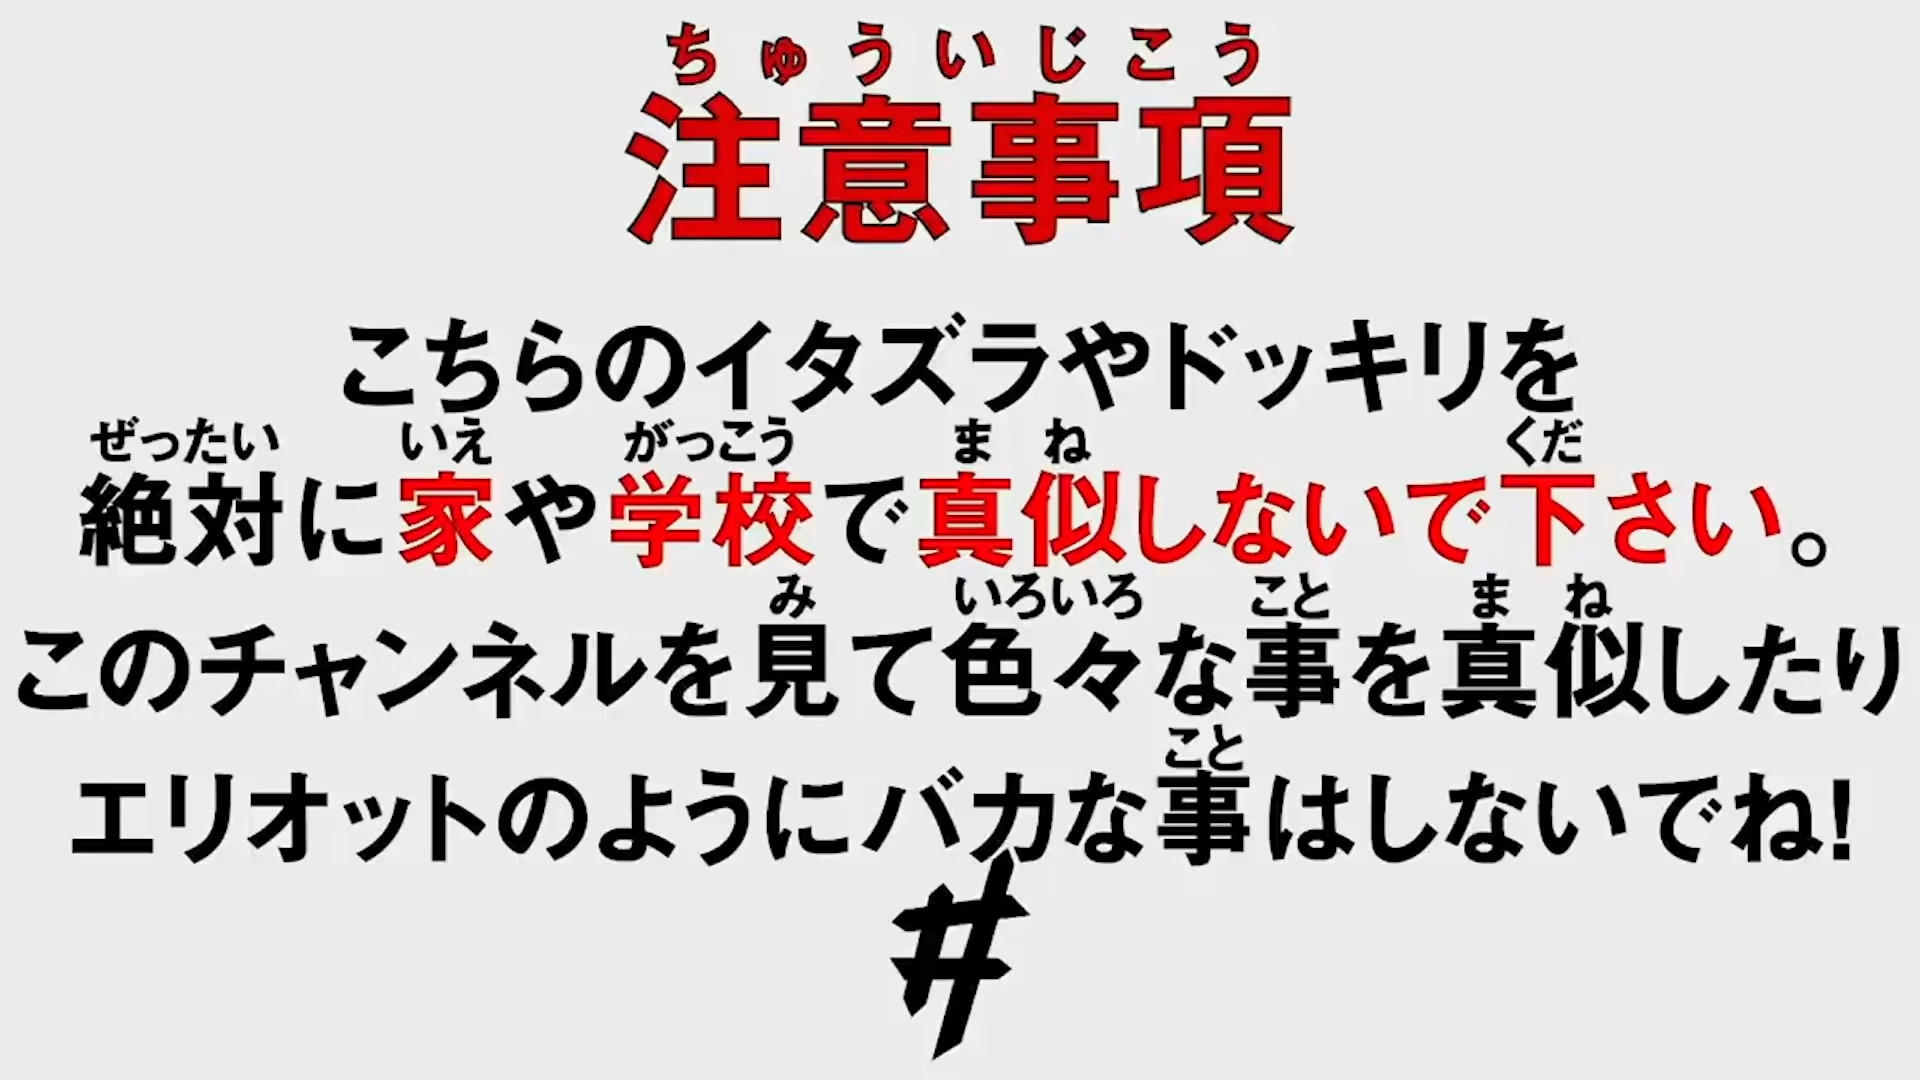 ちゅういじこう
注意事項
こちらのイタズラやドッキリを
ぜったい いえ がっこう ま ね くだ
絶対に家や学校で真似しないで下さい。
み いろいろ こと ま ね
このチャンネルを見て色々な事を真似したり
こと
エリオットのようにバカな事はしないでね!
#